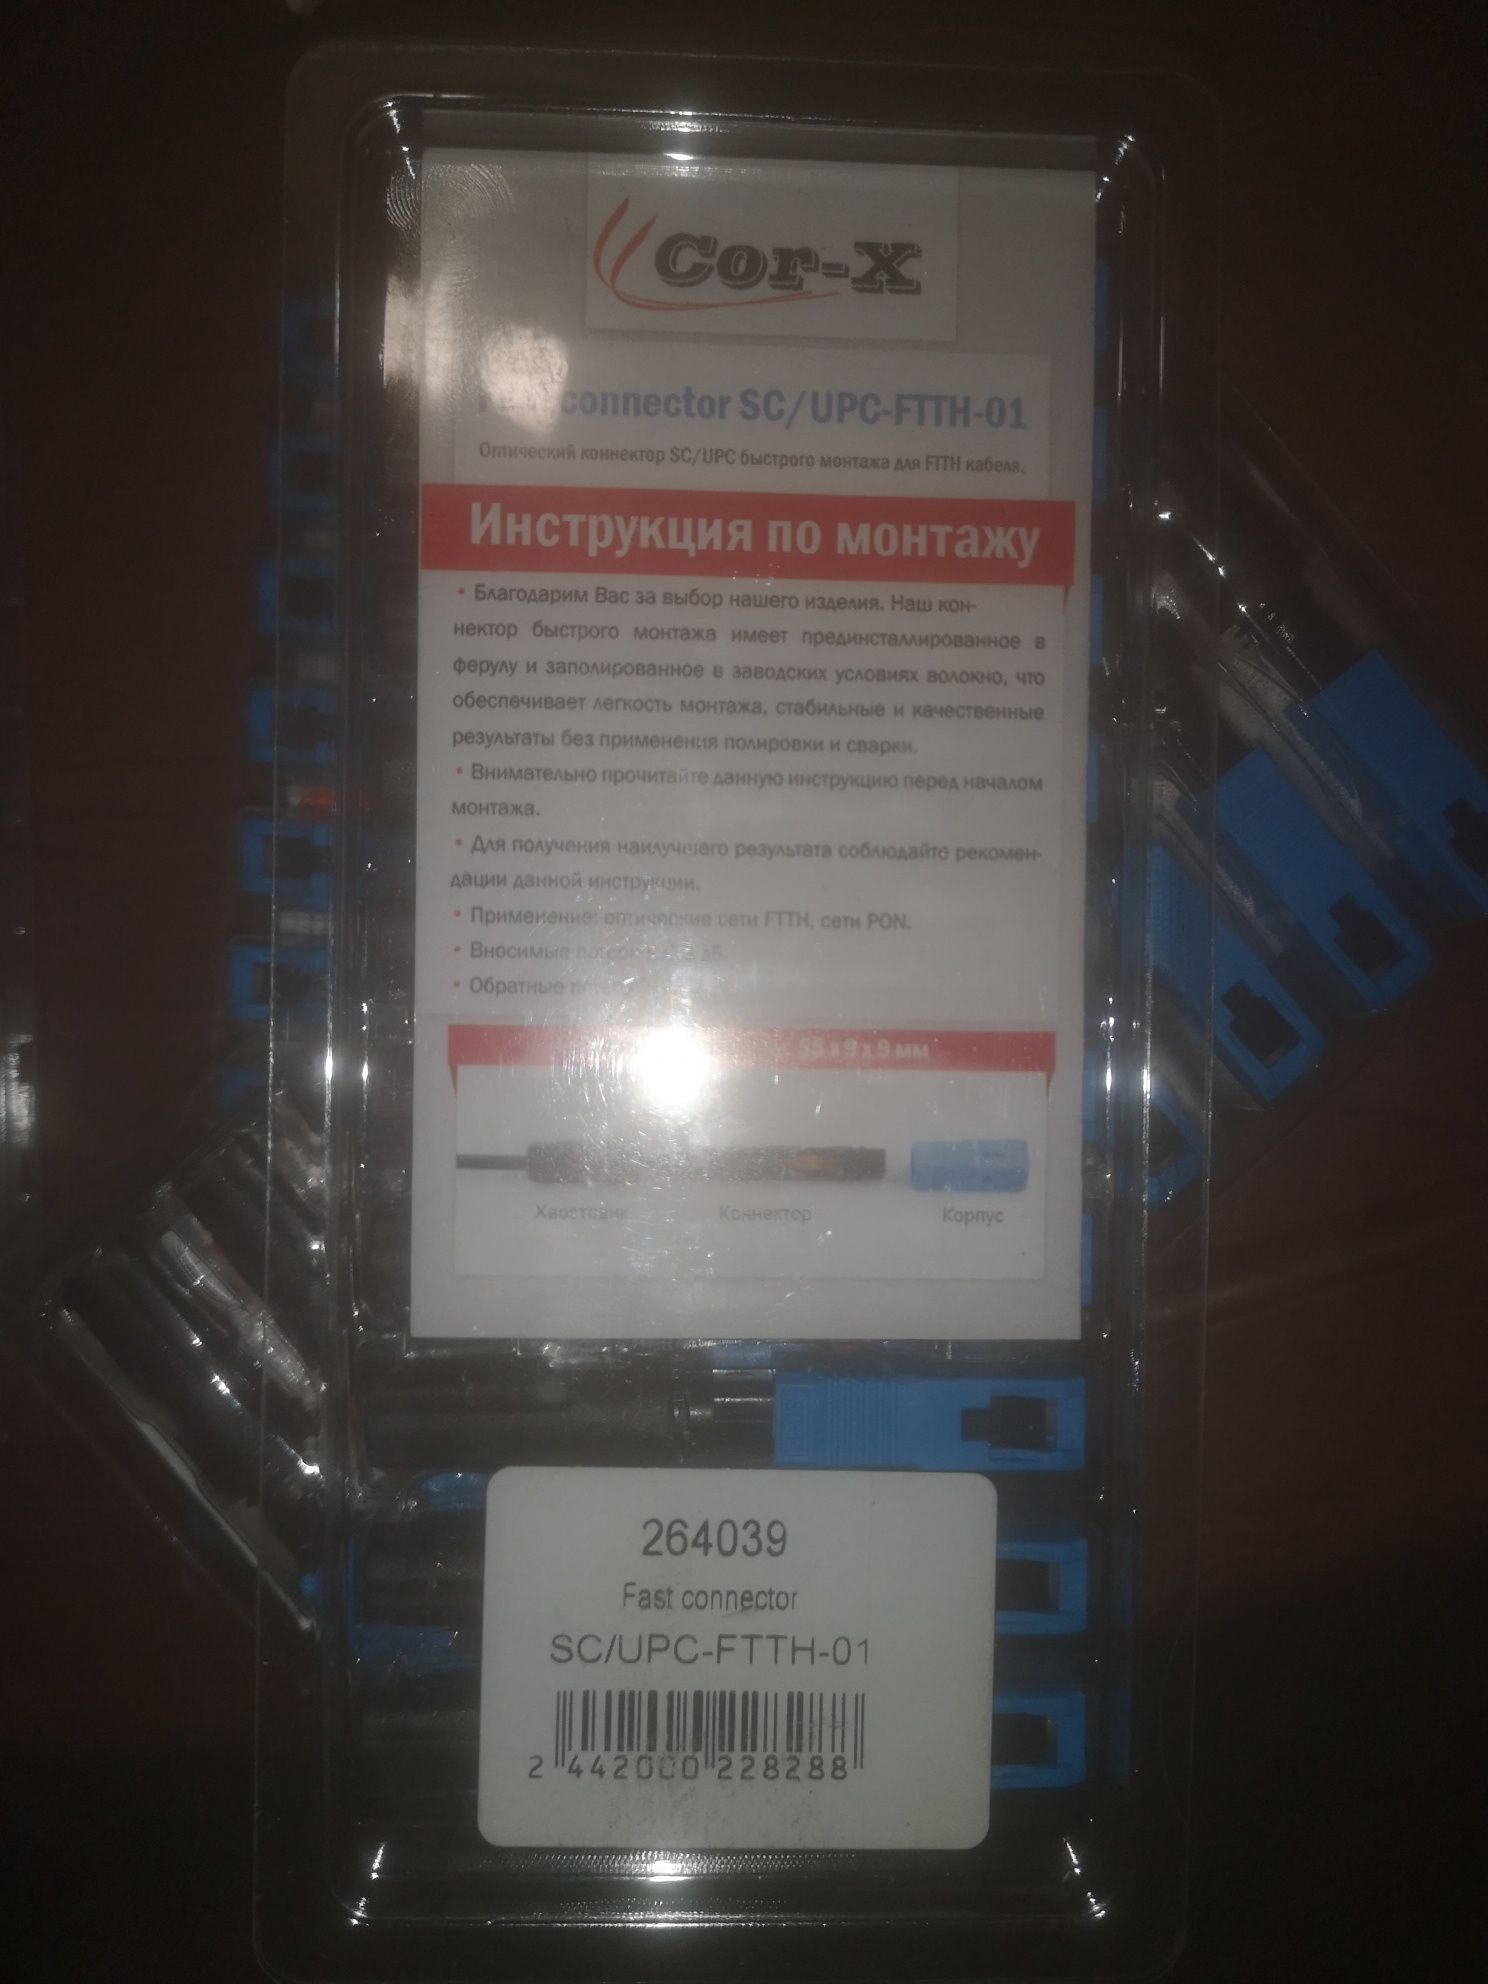 Cor-X
connector SC/UPC-FTTH-01
Оптический коннектор SC/UPC быстрого монтажа для FTTH кабеля.
Инструкция по монтажу
• Благодарим Вас за выбор нашего изделия. Наш кон-
нектор быстрого монтажа имеет прединсталлированное в
ферулу и заполированное в заводских условиях волокно, что
обеспечивает легкость монтажа, стабильные и качественные
результаты без применения полировки и сварки.
• Внимательно прочитайте данную инструкцию перед началом
монтажа.
• Для получения наилучшего результата соблюдайте рекомен-
дации данной инструкции.
• Применение: оптические сети FTTH, сети PON.
• Вносимые потери дБ
• Обратные
55 x 9 x 9 мм
Хвостовик Коннектор Корпус
264039
Fast connector
SC/UPC-FTTH-01
2 442000 228288